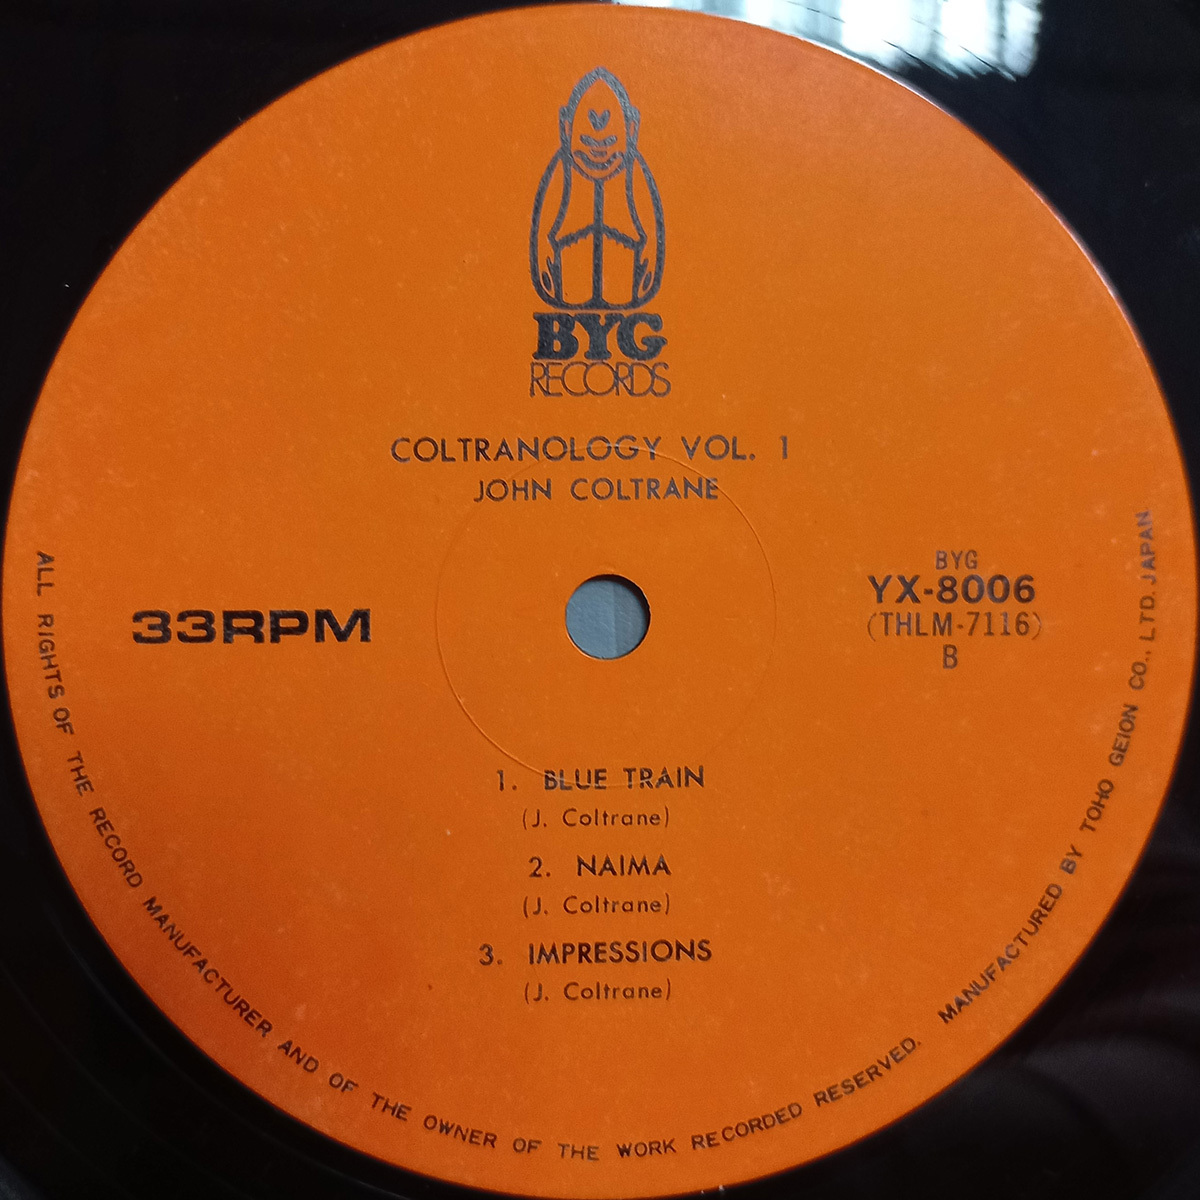 BYG
RECORDS
COLTRANOLOGY VOL. 1
JOHN COLTRANE
33RPM
BYG
YX-8006
(THLM-7116)
B
1. BLUE TRAIN
(J. Coltrane)
2. NAIMA
(J. Coltrane)
3. IMPRESSIONS
(J. Coltrane)
ALL RIGHTS OF THE RECORD MANUFACTURER AND OF THE OWNER OF THE WORK RECORDED RESERVED. MANUFACTURED BY TOHO GEION CO., LTD. JAPAN